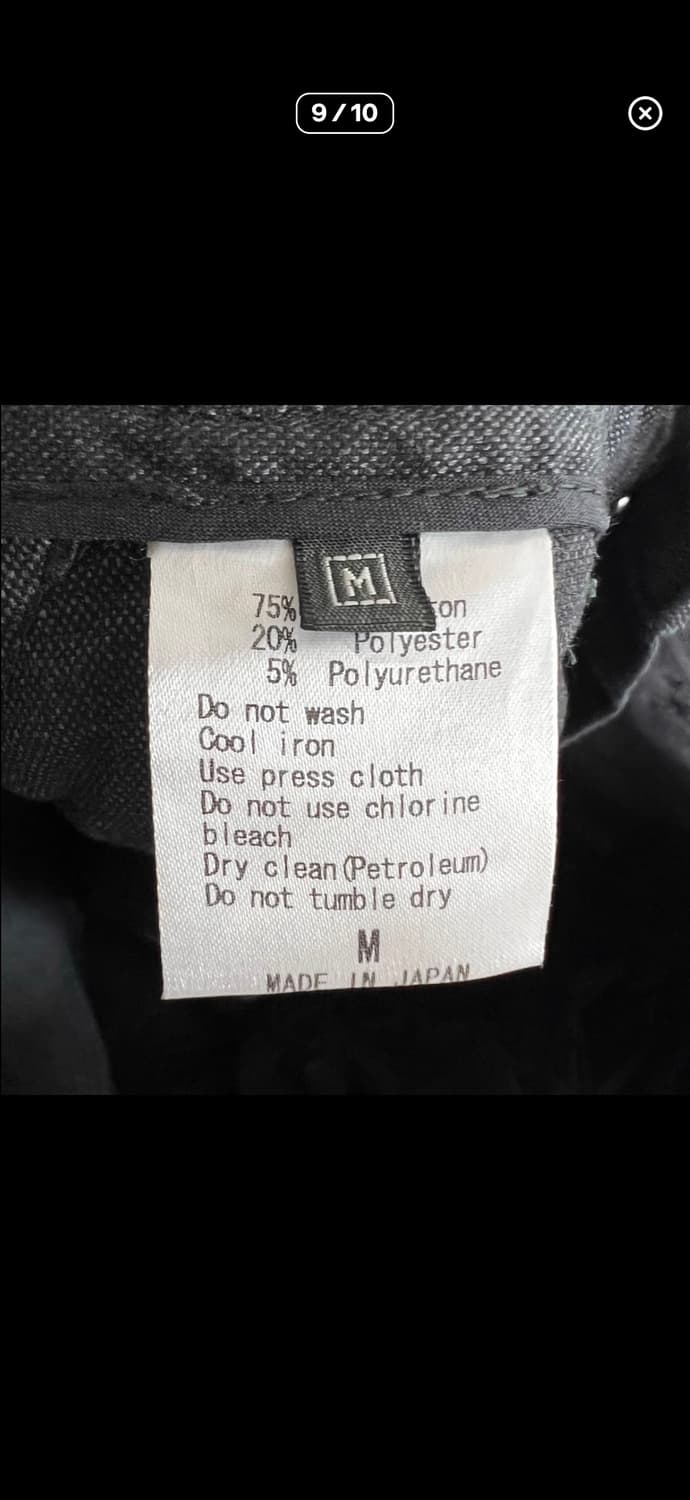 9/10
M
75% ton
20% Polyester
5% Polyurethane
Do not wash
Cool iron
Use press cloth
Do not use chlorine
bleach
Dry clean(Petroleum)
Do not tumble dry
M
MADE IN JAPAN